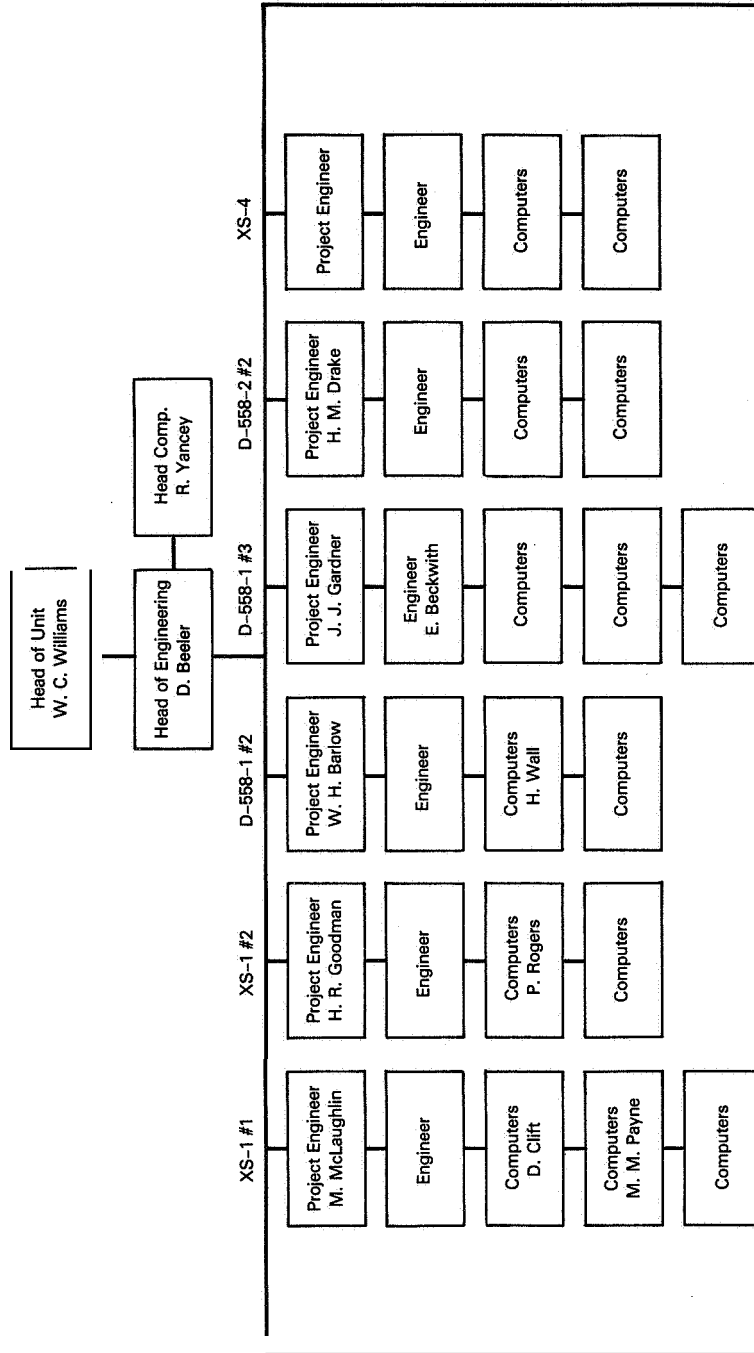 Head of Unit
W. C. Williams
Head of Engineering
D. Beeler
Head Comp.
R. Yancey
XS-1 #1
Project Engineer
M. McLaughlin
Engineer
Computers
D. Clift
Computers
M. M. Payne
Computers
XS-1 #2
Project Engineer
H. R. Goodman
Engineer
Computers
P. Rogers
Computers
D-558-1 #2
Project Engineer
W. H. Barlow
Engineer
Computers
H. Wall
Computers
D-558-1 #3
Project Engineer
J. J. Gardner
Engineer
E. Beckwith
Computers
Computers
Computers
D-558-2 #2
Project Engineer
H. M. Drake
Engineer
Computers
Computers
XS-4
Project Engineer
Engineer
Computers
Computers